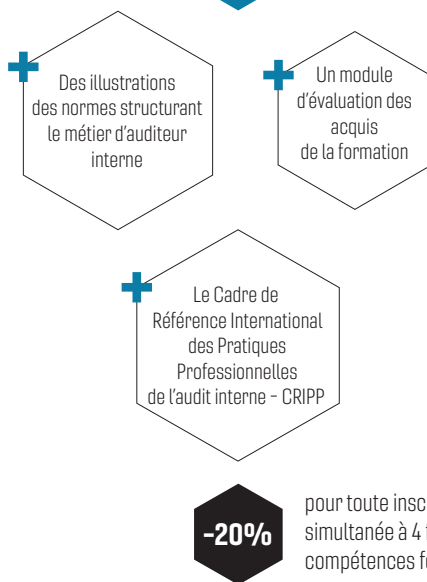 Des illustrations
des normes structurant
le métier d'auditeur
interne
Un module
d'évaluation des
acquis
de la formation
Le Cadre de
Référence International
des Pratiques
Professionnelles
de l'audit interne - CRIPP
-20%
pour toute
simultanée à 4
compétences